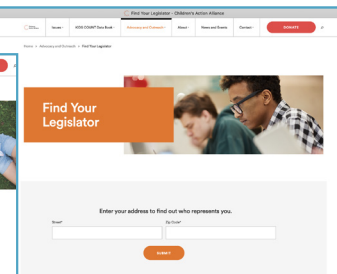 Find Your Legislator - Children's Action Alliance
Issues
KIDS COUNT Data Book
Advocacy and Outreach
About
News and Events
Contact
DONATE
Home > Advocacy and Outreach > Find Your Legislator
Find Your
Legislator
Enter your address to find out who represents you.
Street* Zip Code*
SUBMIT